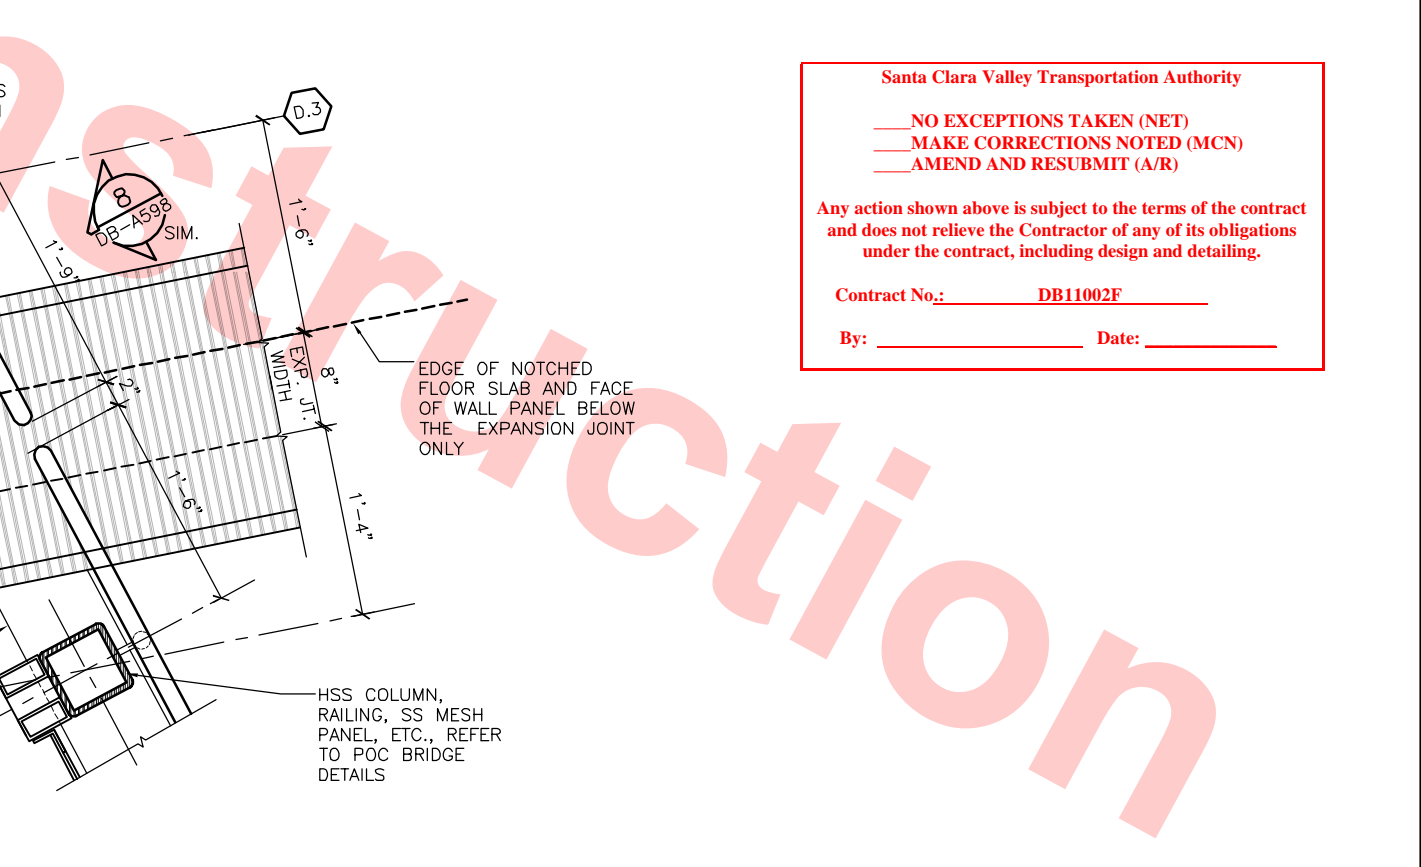 S
D.3
8
DB-A598
SIM.
1'-9"
1'-6"
2"
EXP. JT.
WIDTH
8"
1'-6"
1'-4"
EDGE OF NOTCHED
FLOOR SLAB AND FACE
OF WALL PANEL BELOW
THE EXPANSION JOINT
ONLY
HSS COLUMN,
RAILING, SS MESH
PANEL, ETC., REFER
TO POC BRIDGE
DETAILS
Santa Clara Valley Transportation Authority
____NO EXCEPTIONS TAKEN (NET)
____MAKE CORRECTIONS NOTED (MCN)
____AMEND AND RESUBMIT (A/R)
Any action shown above is subject to the terms of the contract
and does not relieve the Contractor of any of its obligations
under the contract, including design and detailing.
Contract No.: DB11002F
By: ____ Date: ____
nstruction